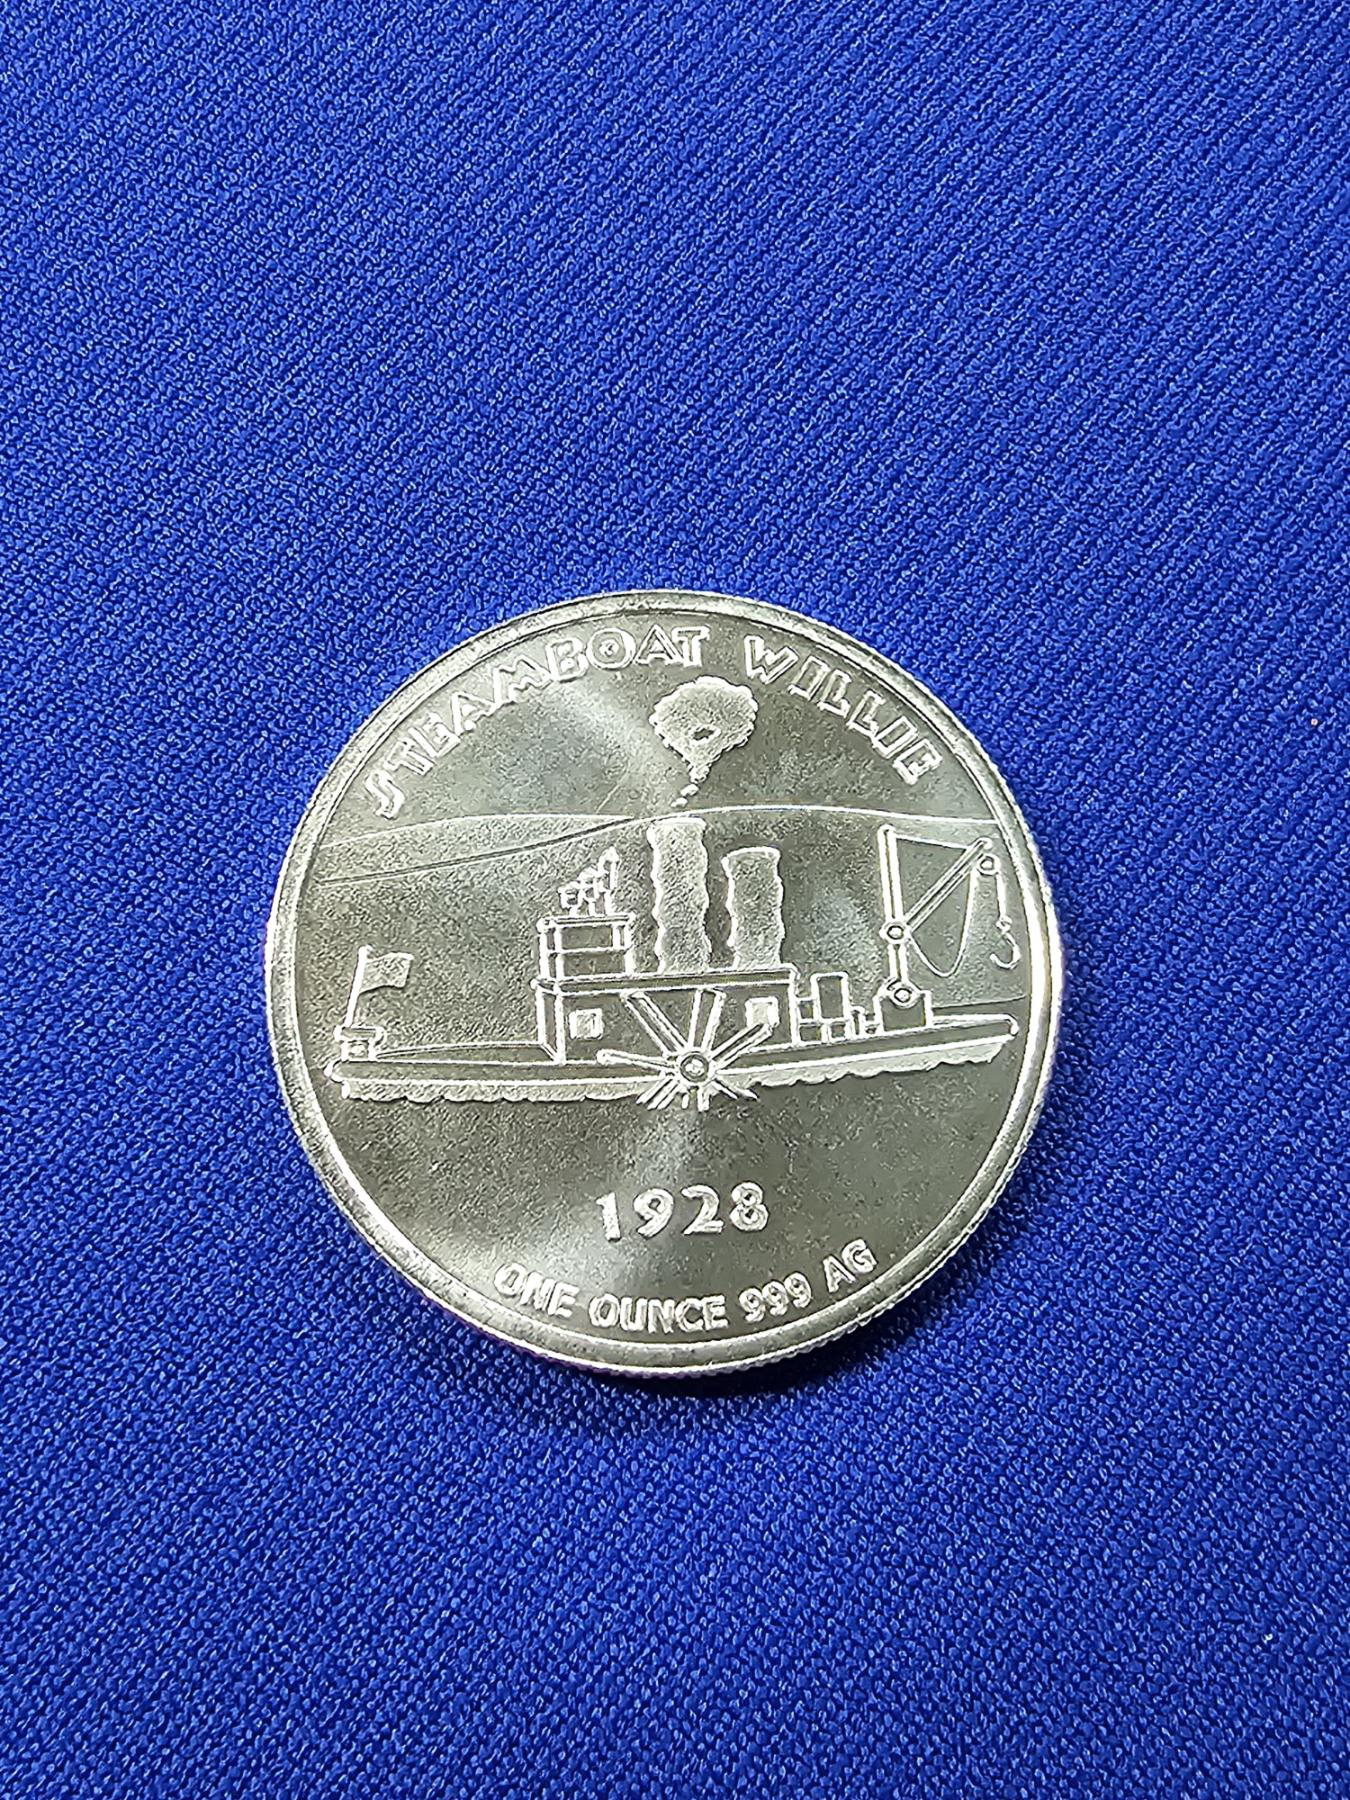 STEAMBOAT WILLIE
1928
ONE OUNCE 999 AG